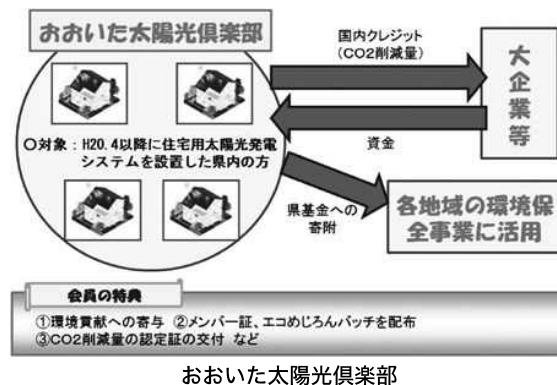 おおいた太陽光倶楽部
国内クレジット
（CO2削減量）
大企業等
資金
○対象：H20.4以降に住宅用太陽光発電
システムを設置した県内の方
県基金への
寄附
各地域の環境保
全事業に活用
会員の特典
①環境貢献への寄与 ②メンバー証、エコめじろんバッチを配布
③CO2削減量の認定証の交付 など
おおいた太陽光倶楽部